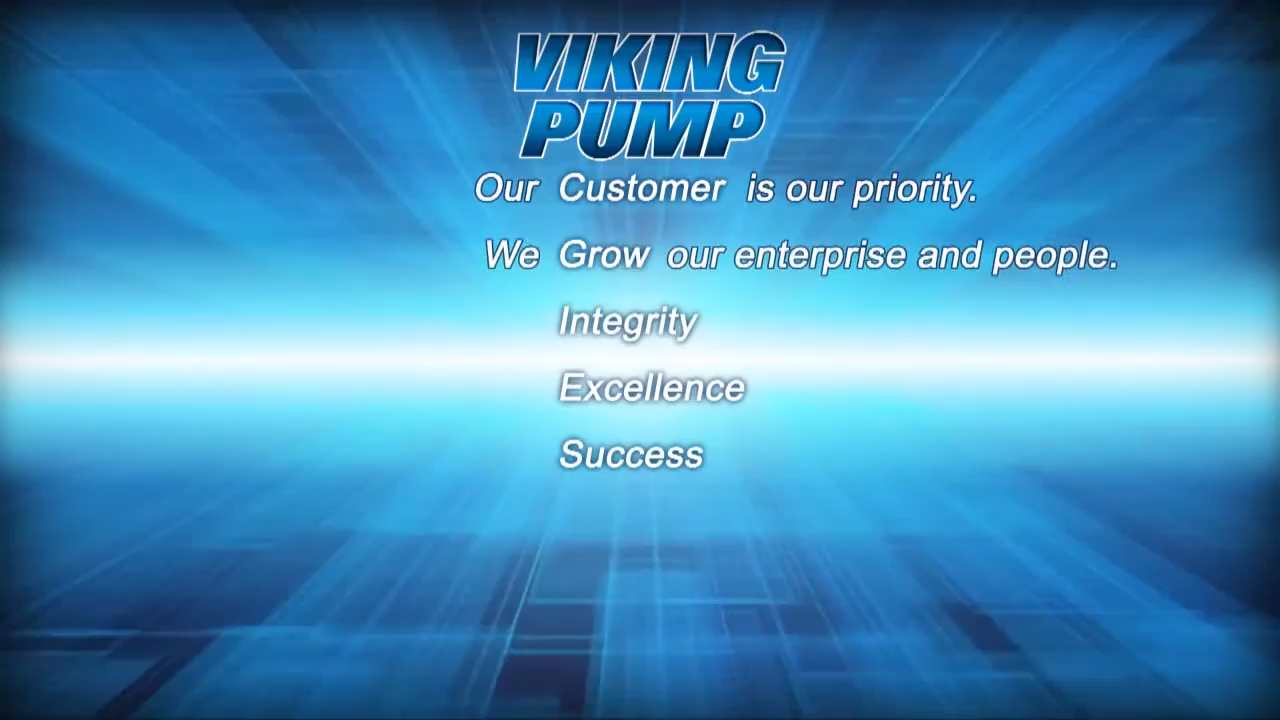 VIKING
PUMP
Our Customer is our priority.
We Grow our enterprise and people.
Integrity
Excellence
Success